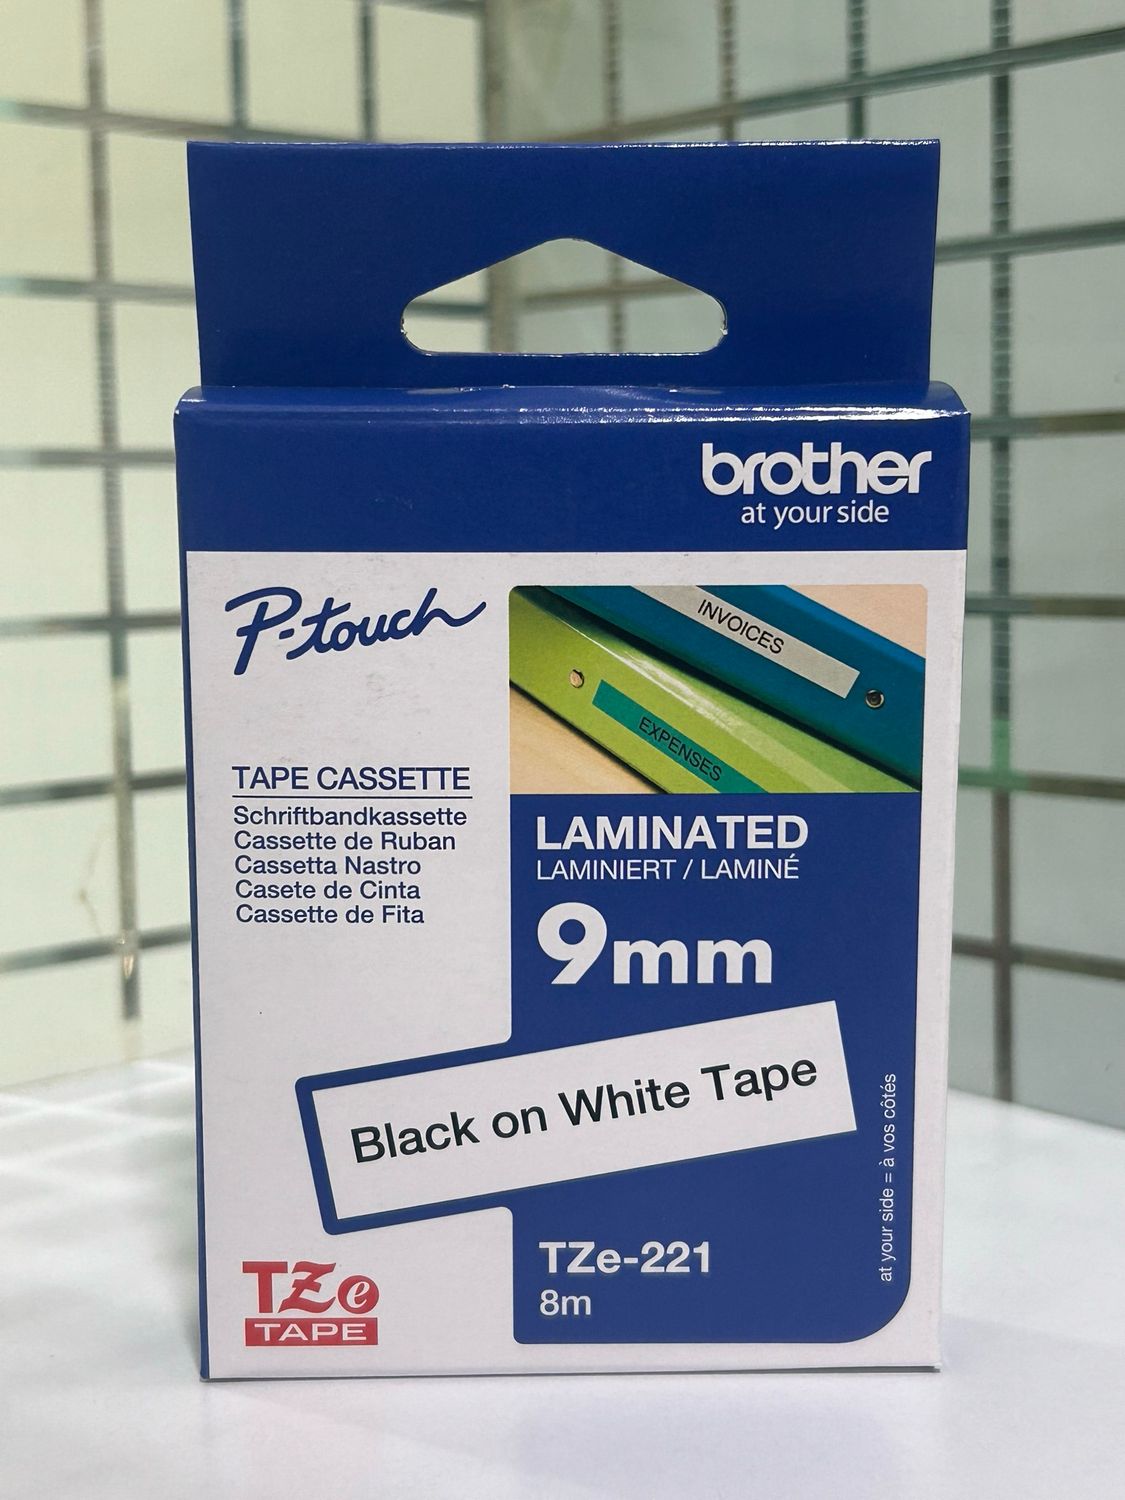 brother
at your side
P-touch
INVOICES
EXPENSES
TAPE CASSETTE
Schriftbandkassette
Cassette de Ruban
Cassetta Nastro
Casete de Cinta
Cassette de Fita
LAMINATED
LAMINIERT / LAMINÉ
9mm
Black on White Tape
at your side = à vos côtés
TZe-221
8m
TZe
TAPE